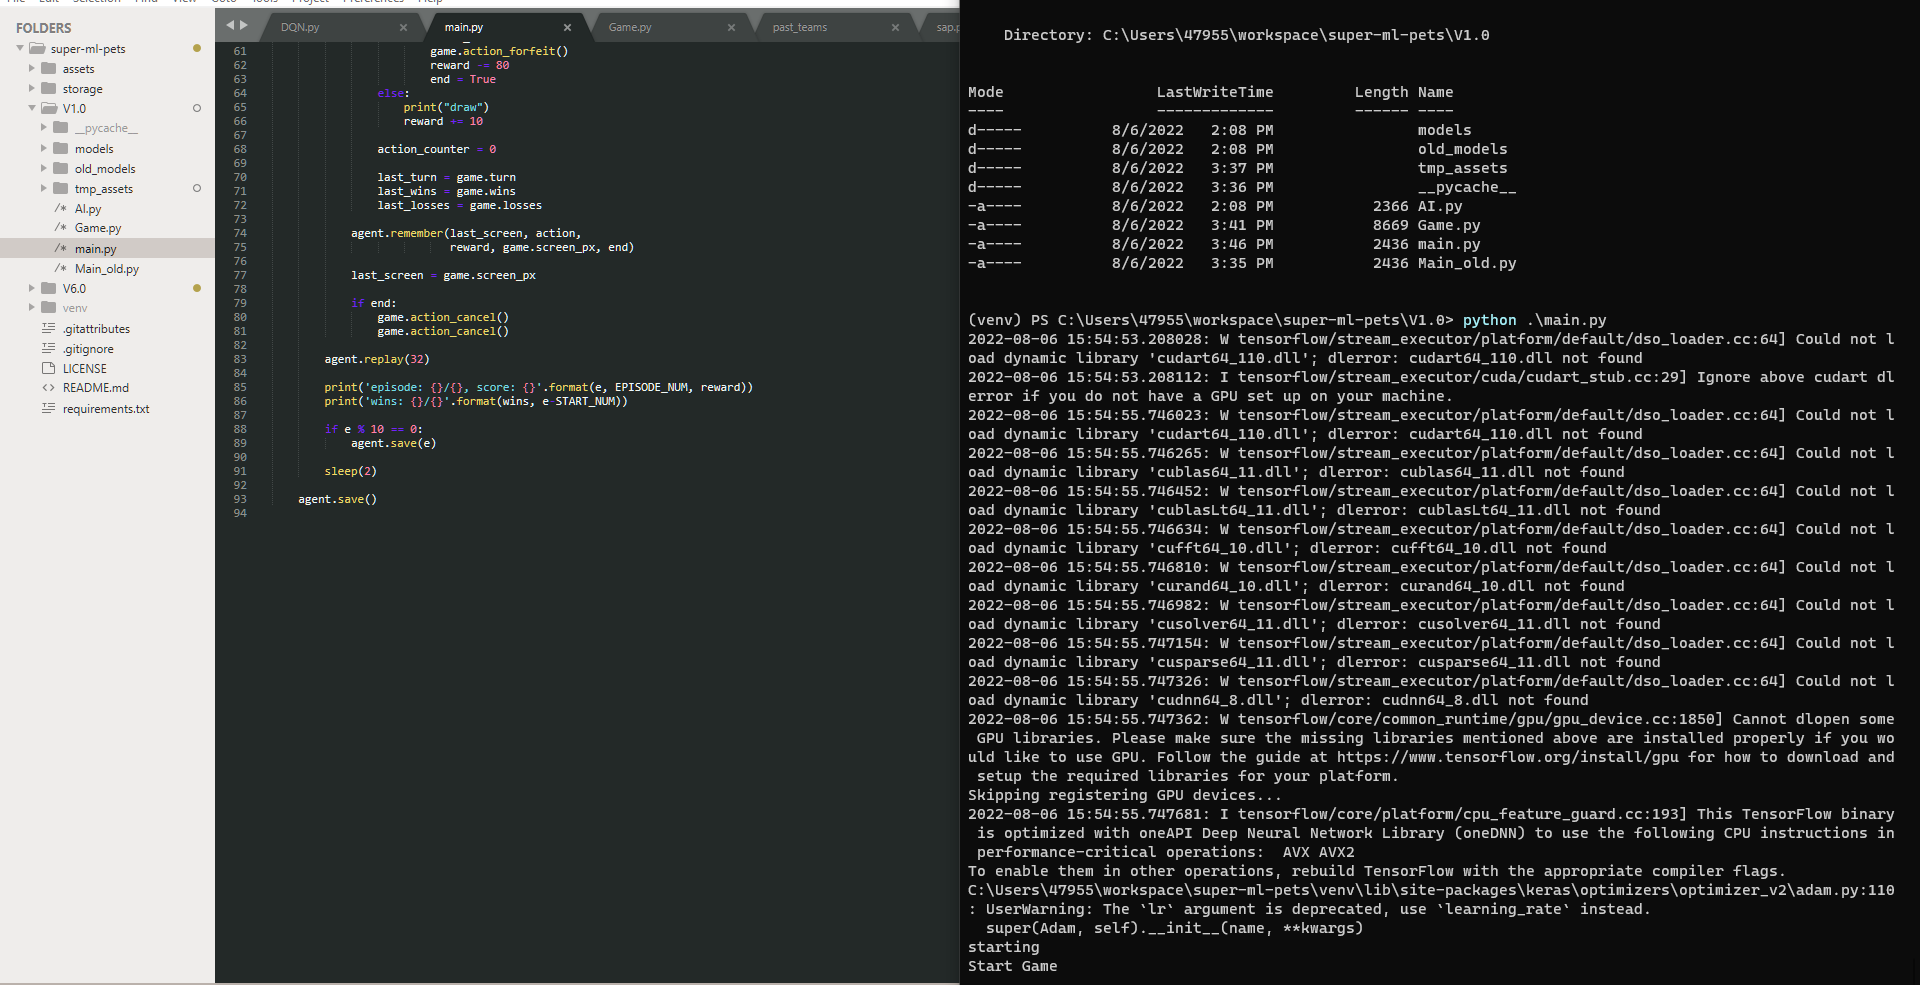 FOLDERS
super-ml-pets
assets
storage
V1.0
__pycache__
models
old_models
tmp_assets
/* AI.py
/* Game.py
/* main.py
/* Main_old.py
V6.0
venv
.gitattributes
.gitignore
LICENSE
<> README.md
requirements.txt
DQN.py × main.py × Game.py × past_teams × sap.p
61 game.action_forfeit()
62 reward -= 80
63 end = True
64 else:
65 print("draw")
66 reward += 10
67
68 action_counter = 0
69
70 last_turn = game.turn
71 last_wins = game.wins
72 last_losses = game.losses
73
74 agent.remember(last_screen, action,
75 reward, game.screen_px, end)
76
77 last_screen = game.screen_px
78
79 if end:
80 game.action_cancel()
81 game.action_cancel()
82
83 agent.replay(32)
84
85 print('episode: {}/{}, score: {}'.format(e, EPISODE_NUM, reward))
86 print('wins: {}/{}'.format(wins, e-START_NUM))
87
88 if e % 10 == 0:
89 agent.save(e)
90
91 sleep(2)
92
93 agent.save()
94
Directory: C:\Users\47955\workspace\super-ml-pets\V1.0
Mode LastWriteTime Length Name
---- ------------- ------ ----
d----- 8/6/2022 2:08 PM models
d----- 8/6/2022 2:08 PM old_models
d----- 8/6/2022 3:37 PM tmp_assets
d----- 8/6/2022 3:36 PM __pycache__
-a---- 8/6/2022 2:08 PM 2366 AI.py
-a---- 8/6/2022 3:41 PM 8669 Game.py
-a---- 8/6/2022 3:46 PM 2436 main.py
-a---- 8/6/2022 3:35 PM 2436 Main_old.py
(venv) PS C:\Users\47955\workspace\super-ml-pets\V1.0> python .\main.py
2022-08-06 15:54:53.208028: W tensorflow/stream_executor/platform/default/dso_loader.cc:64] Could not l
oad dynamic library 'cudart64_110.dll'; dlerror: cudart64_110.dll not found
2022-08-06 15:54:53.208112: I tensorflow/stream_executor/cuda/cudart_stub.cc:29] Ignore above cudart dl
error if you do not have a GPU set up on your machine.
2022-08-06 15:54:55.746023: W tensorflow/stream_executor/platform/default/dso_loader.cc:64] Could not l
oad dynamic library 'cudart64_110.dll'; dlerror: cudart64_110.dll not found
2022-08-06 15:54:55.746265: W tensorflow/stream_executor/platform/default/dso_loader.cc:64] Could not l
oad dynamic library 'cublas64_11.dll'; dlerror: cublas64_11.dll not found
2022-08-06 15:54:55.746452: W tensorflow/stream_executor/platform/default/dso_loader.cc:64] Could not l
oad dynamic library 'cublasLt64_11.dll'; dlerror: cublasLt64_11.dll not found
2022-08-06 15:54:55.746634: W tensorflow/stream_executor/platform/default/dso_loader.cc:64] Could not l
oad dynamic library 'cufft64_10.dll'; dlerror: cufft64_10.dll not found
2022-08-06 15:54:55.746810: W tensorflow/stream_executor/platform/default/dso_loader.cc:64] Could not l
oad dynamic library 'curand64_10.dll'; dlerror: curand64_10.dll not found
2022-08-06 15:54:55.746982: W tensorflow/stream_executor/platform/default/dso_loader.cc:64] Could not l
oad dynamic library 'cusolver64_11.dll'; dlerror: cusolver64_11.dll not found
2022-08-06 15:54:55.747154: W tensorflow/stream_executor/platform/default/dso_loader.cc:64] Could not l
oad dynamic library 'cusparse64_11.dll'; dlerror: cusparse64_11.dll not found
2022-08-06 15:54:55.747326: W tensorflow/stream_executor/platform/default/dso_loader.cc:64] Could not l
oad dynamic library 'cudnn64_8.dll'; dlerror: cudnn64_8.dll not found
2022-08-06 15:54:55.747362: W tensorflow/core/common_runtime/gpu/gpu_device.cc:1850] Cannot dlopen some
GPU libraries. Please make sure the missing libraries mentioned above are installed properly if you wo
uld like to use GPU. Follow the guide at https://www.tensorflow.org/install/gpu for how to download and
setup the required libraries for your platform.
Skipping registering GPU devices...
2022-08-06 15:54:55.747681: I tensorflow/core/platform/cpu_feature_guard.cc:193] This TensorFlow binary
is optimized with oneAPI Deep Neural Network Library (oneDNN) to use the following CPU instructions in
performance-critical operations: AVX AVX2
To enable them in other operations, rebuild TensorFlow with the appropriate compiler flags.
C:\Users\47955\workspace\super-ml-pets\venv\lib\site-packages\keras\optimizers\optimizer_v2\adam.py:110
: UserWarning: The `lr` argument is deprecated, use `learning_rate` instead.
super(Adam, self).__init__(name, **kwargs)
starting
Start Game